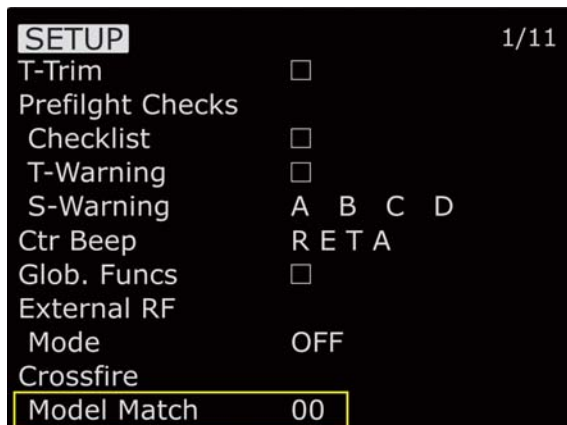 SETUP 1/11
T-Trim
Prefilght Checks
Checklist
T-Warning
S-Warning A B C D
Ctr Beep R E T A
Glob. Funcs
External RF
Mode OFF
Crossfire
Model Match 00